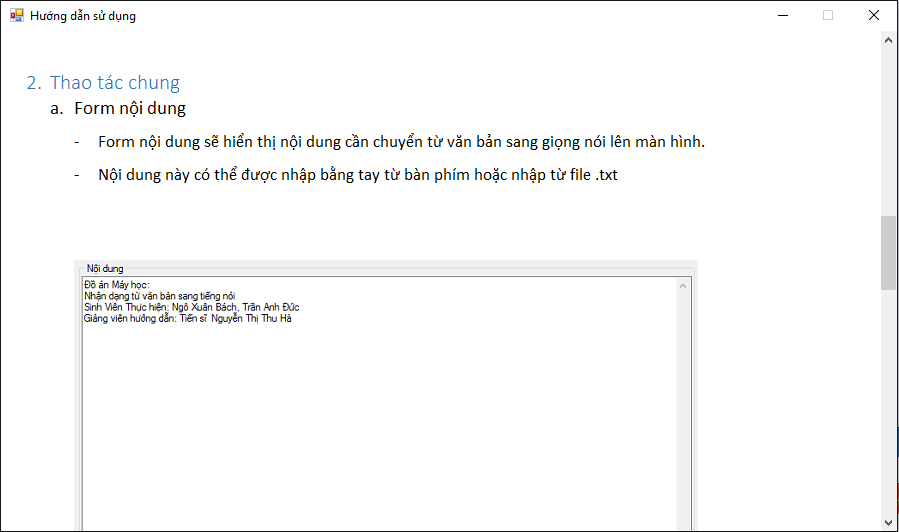 Hướng dẫn sử dụng
2. Thao tác chung
a. Form nội dung
- Form nội dung sẽ hiển thị nội dung cần chuyển từ văn bản sang giọng nói lên màn hình.
- Nội dung này có thể được nhập bằng tay từ bàn phím hoặc nhập từ file .txt
Nội dung
Đồ án Máy học:
Nhận dạng từ văn bản sang tiếng nói
Sinh Viên Thực hiện: Ngô Xuân Bách, Trần Anh Đức
Giảng viên hướng dẫn: Tiến sĩ Nguyễn Thị Thu Hà